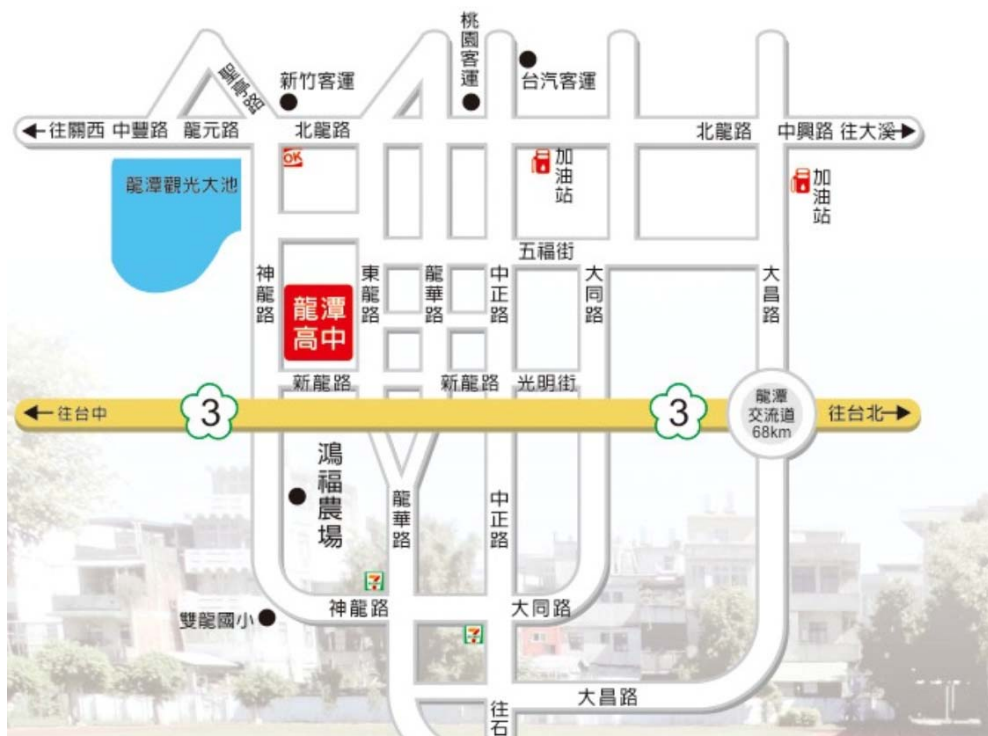 桃園客運
台汽客運
新竹客運
聖亭路
往關西 中豐路 龍元路 北龍路 北龍路 中興路 往大溪
OK
加油站
加油站
龍潭觀光大池
五福街
神龍路
東龍路
龍華路
中正路
大同路
大昌路
龍潭
高中
新龍路 新龍路 光明街
往台中
3
3
龍潭
交流道
68km
往台北
鴻福農場
龍華路
中正路
7
神龍路
大同路
雙龍國小
7
大昌路
往石